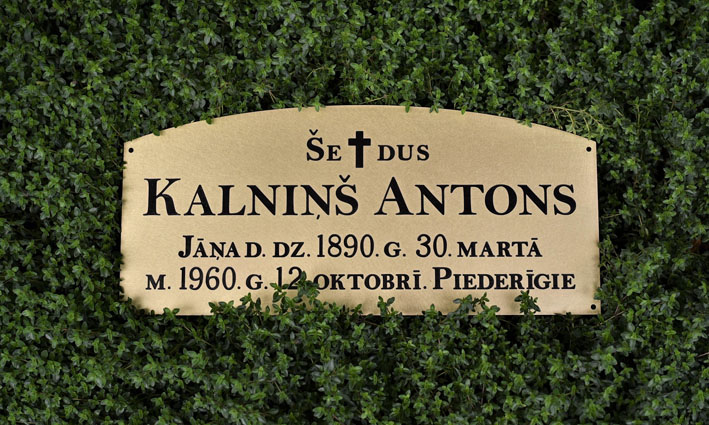 Še✝dus
Kalniņš Antons
Jāņa d. dz. 1890. g. 30. martā
m. 1960. g. 12. oktobrī. Piederīgie